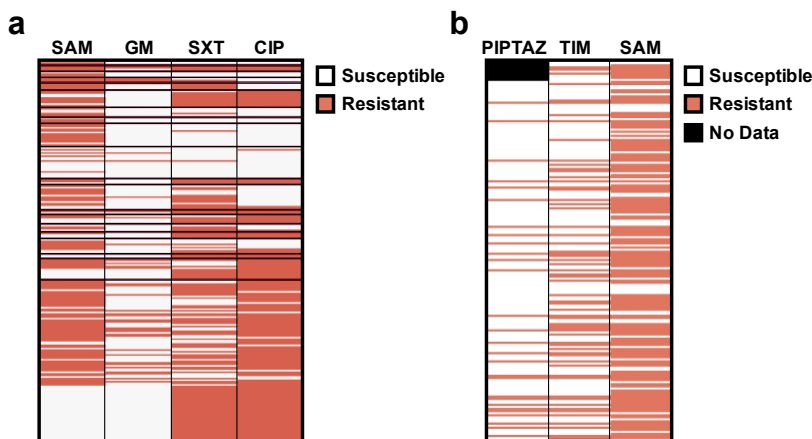 a
SAM GM SXT CIP
Susceptible
Resistant
b
PIPTAZ TIM SAM
Susceptible
Resistant
No Data